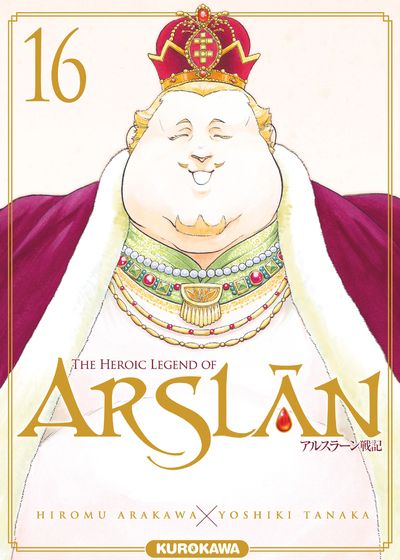 16
THE HEROIC LEGEND OF
ARSLĀN
アルスラーン戦記
HIROMU ARAKAWA × YOSHIKI TANAKA
KUROKAWA